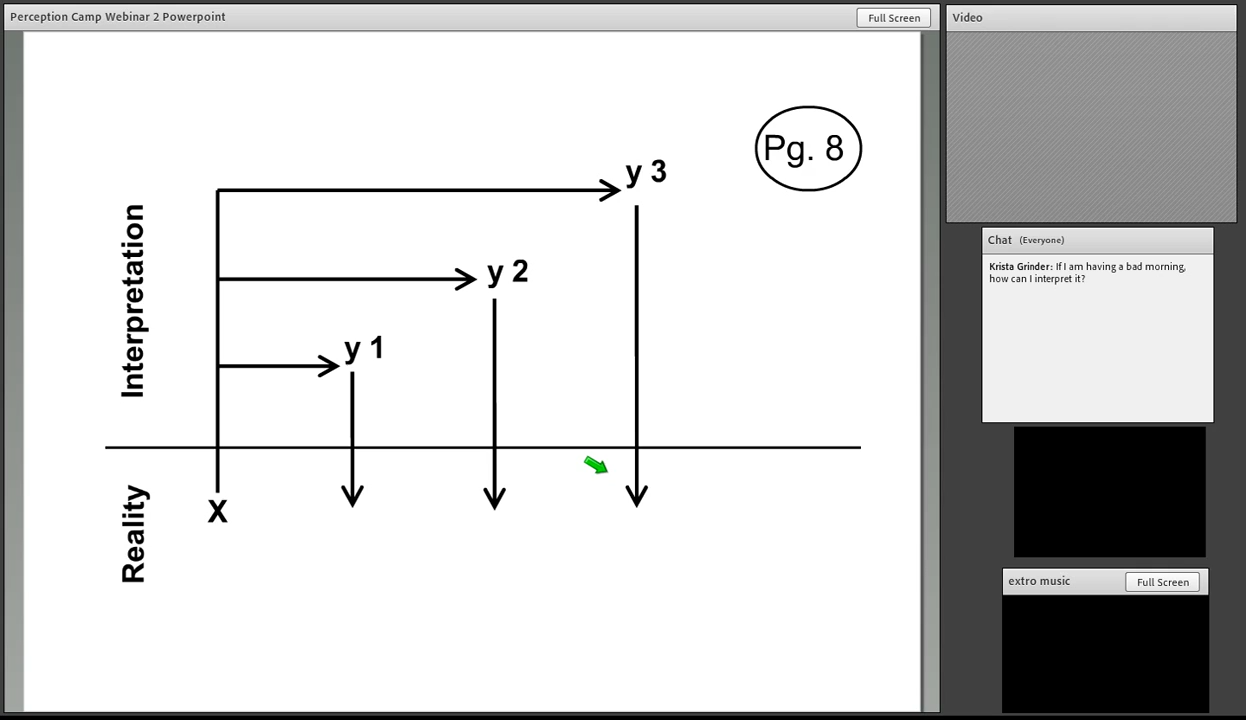 Perception Camp Webinar 2 Powerpoint
Full Screen
Pg. 8
y 3
y 2
y 1
Interpretation
Reality
X
Video
Chat (Everyone)
Krista Grinder: If I am having a bad morning,
how can I interpret it?
extro music
Full Screen